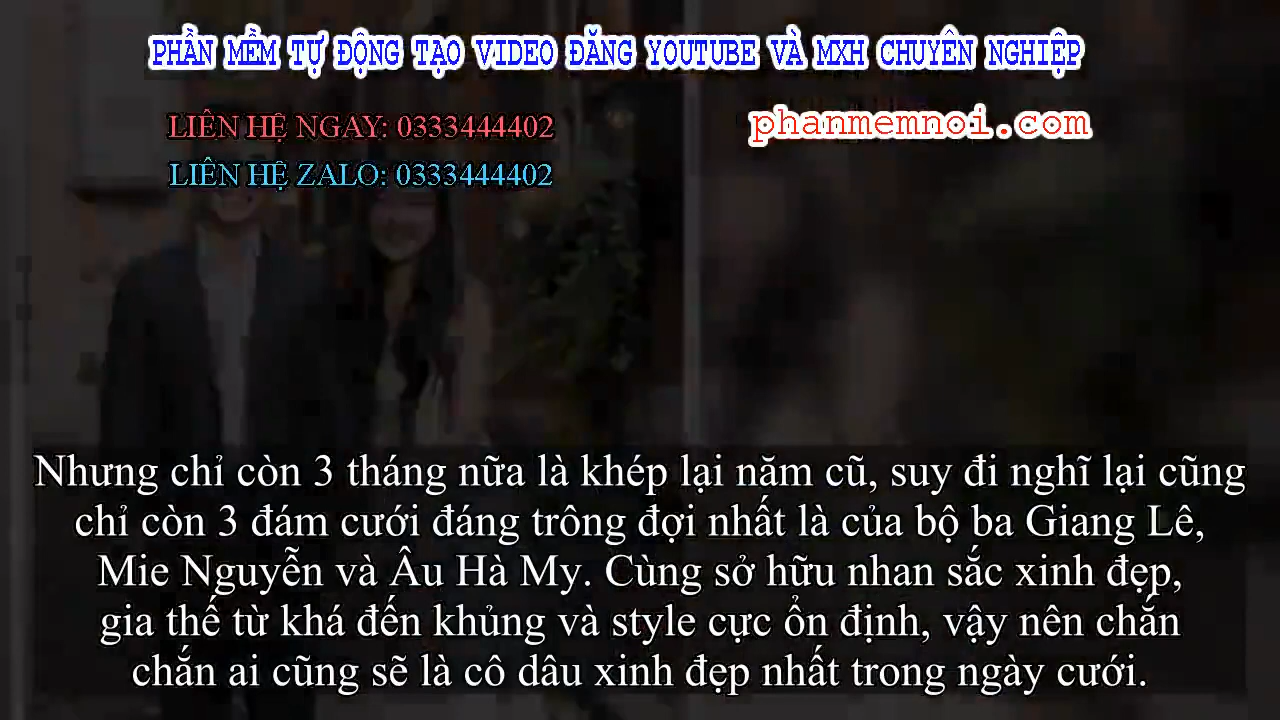 PHẦN MỀM TỰ ĐỘNG TẠO VIDEO ĐĂNG YOUTUBE VÀ MXH CHUYÊN NGHIỆP
LIÊN HỆ NGAY: 0333444402
phanmemnoi.com
LIÊN HỆ ZALO: 0333444402
Nhưng chỉ còn 3 tháng nữa là khép lại năm cũ, suy đi nghĩ lại cũng
chỉ còn 3 đám cưới đáng trông đợi nhất là của bộ ba Giang Lê,
Mie Nguyễn và Âu Hà My. Cùng sở hữu nhan sắc xinh đẹp,
gia thế từ khá đến khủng và style cực ổn định, vậy nên chắn
chắn ai cũng sẽ là cô dâu xinh đẹp nhất trong ngày cưới.